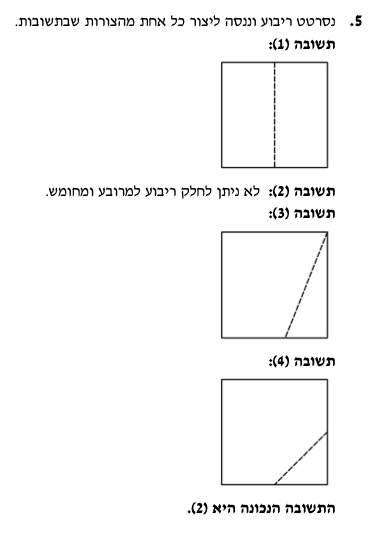 5. נסרטט ריבוע וננסה ליצור כל אחת מהצורות שבתשובות.
תשובה (1):
תשובה (2): לא ניתן לחלק ריבוע למרובע ומחומש.
תשובה (3):
תשובה (4):
התשובה הנכונה היא (2).